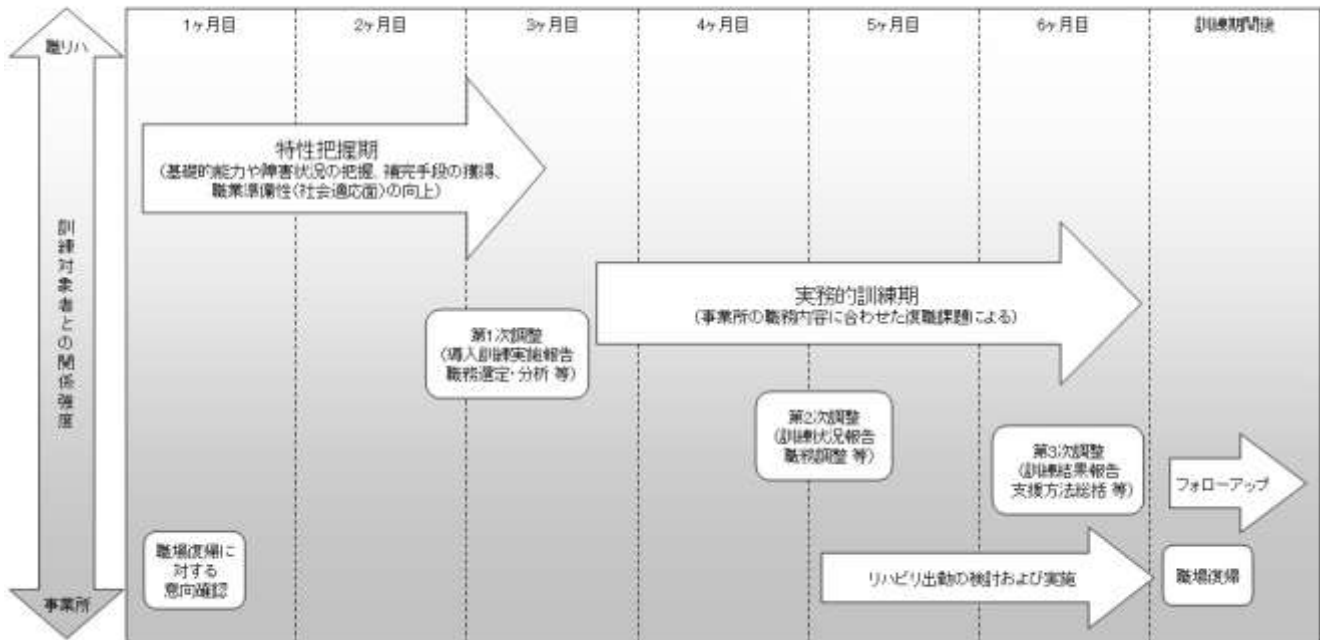 1ヶ月目
2ヶ月目
3ヶ月目
4ヶ月目
5ヶ月目
6ヶ月目
訓練期間後
職リハ
訓練対象者との関係強度
事業所
特性把握期
(基礎的能力や障害状況の把握、補完手段の獲得、
職業準備性(社会適応面)の向上)
実務的訓練期
(事業所の職務内容に合わせた復職課題による)
第1次調整
(導入訓練実施報告
職務選定・分析 等)
第2次調整
(訓練状況報告
職務調整 等)
第3次調整
(訓練結果報告
支援方法総括 等)
フォローアップ
職場復帰に
対する
意向確認
リハビリ出勤の検討および実施
職場復帰